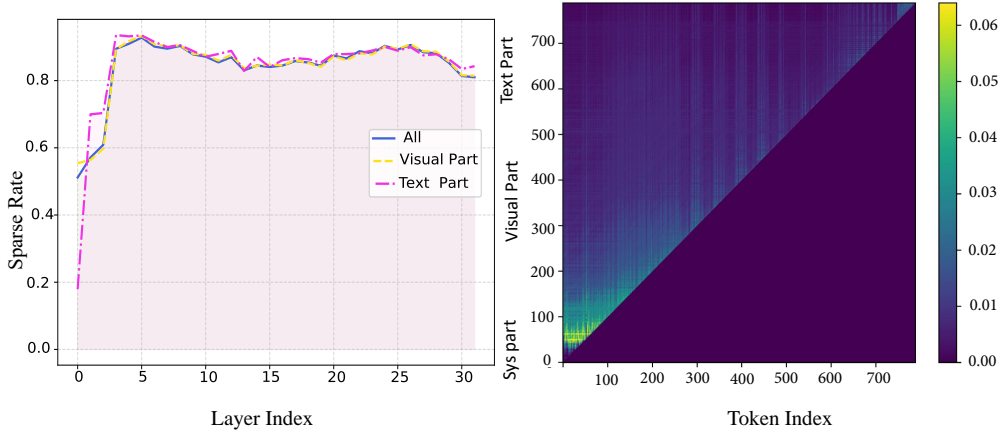 Sparse Rate
0.8
0.6
0.4
0.2
0.0
0 5 10 15 20 25 30
Layer Index
All
Visual Part
Text Part
Text Part
Visual Part
Sys part
700
600
500
400
300
200
100
0
100 200 300 400 500 600 700
Token Index
0.06
0.05
0.04
0.03
0.02
0.01
0.00